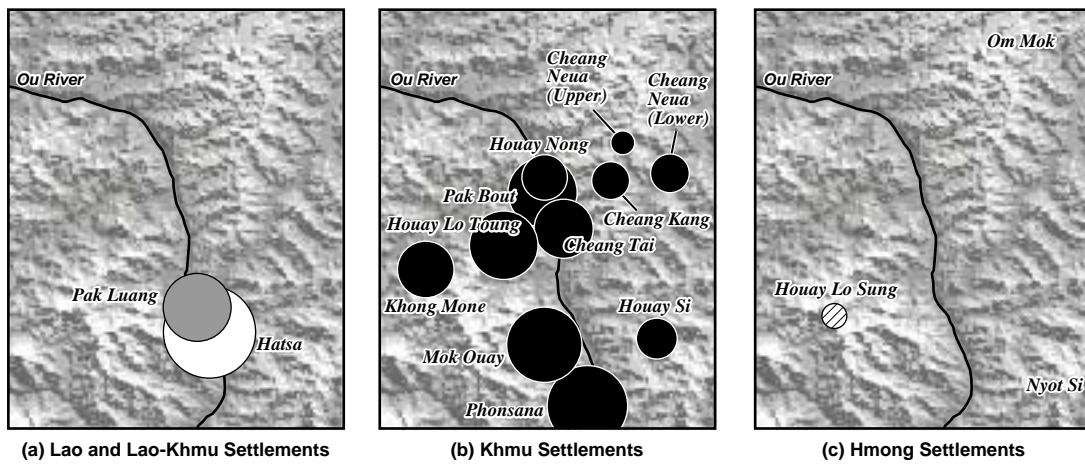 Ou River
Pak Luang
Hatsa
(a) Lao and Lao-Khmu Settlements
Cheang
Neua
(Upper)
Cheang
Neua
(Lower)
Houay Nong
Pak Bout
Cheang Kang
Houay Lo Toung
Cheang Tai
Khong Mone
Houay Si
Mok Ouay
Phonsana
(b) Khmu Settlements
Om Mok
Ou River
Houay Lo Sung
Nyot Si
(c) Hmong Settlements